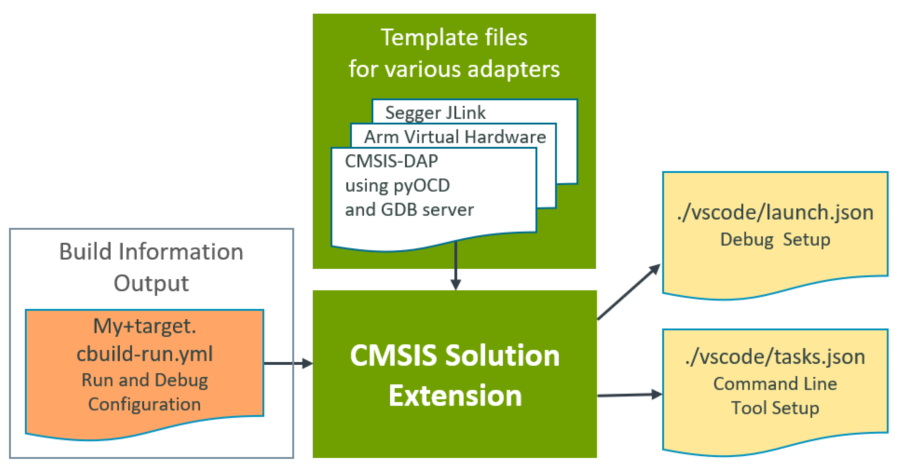 Template files
for various adapters
Segger JLink
Arm Virtual Hardware
CMSIS-DAP
using pyOCD
and GDB server
Build Information
Output
My+target.
cbuild-run.yml
Run and Debug
Configuration
CMSIS Solution
Extension
./vscode/launch.json
Debug Setup
./vscode/tasks.json
Command Line
Tool Setup